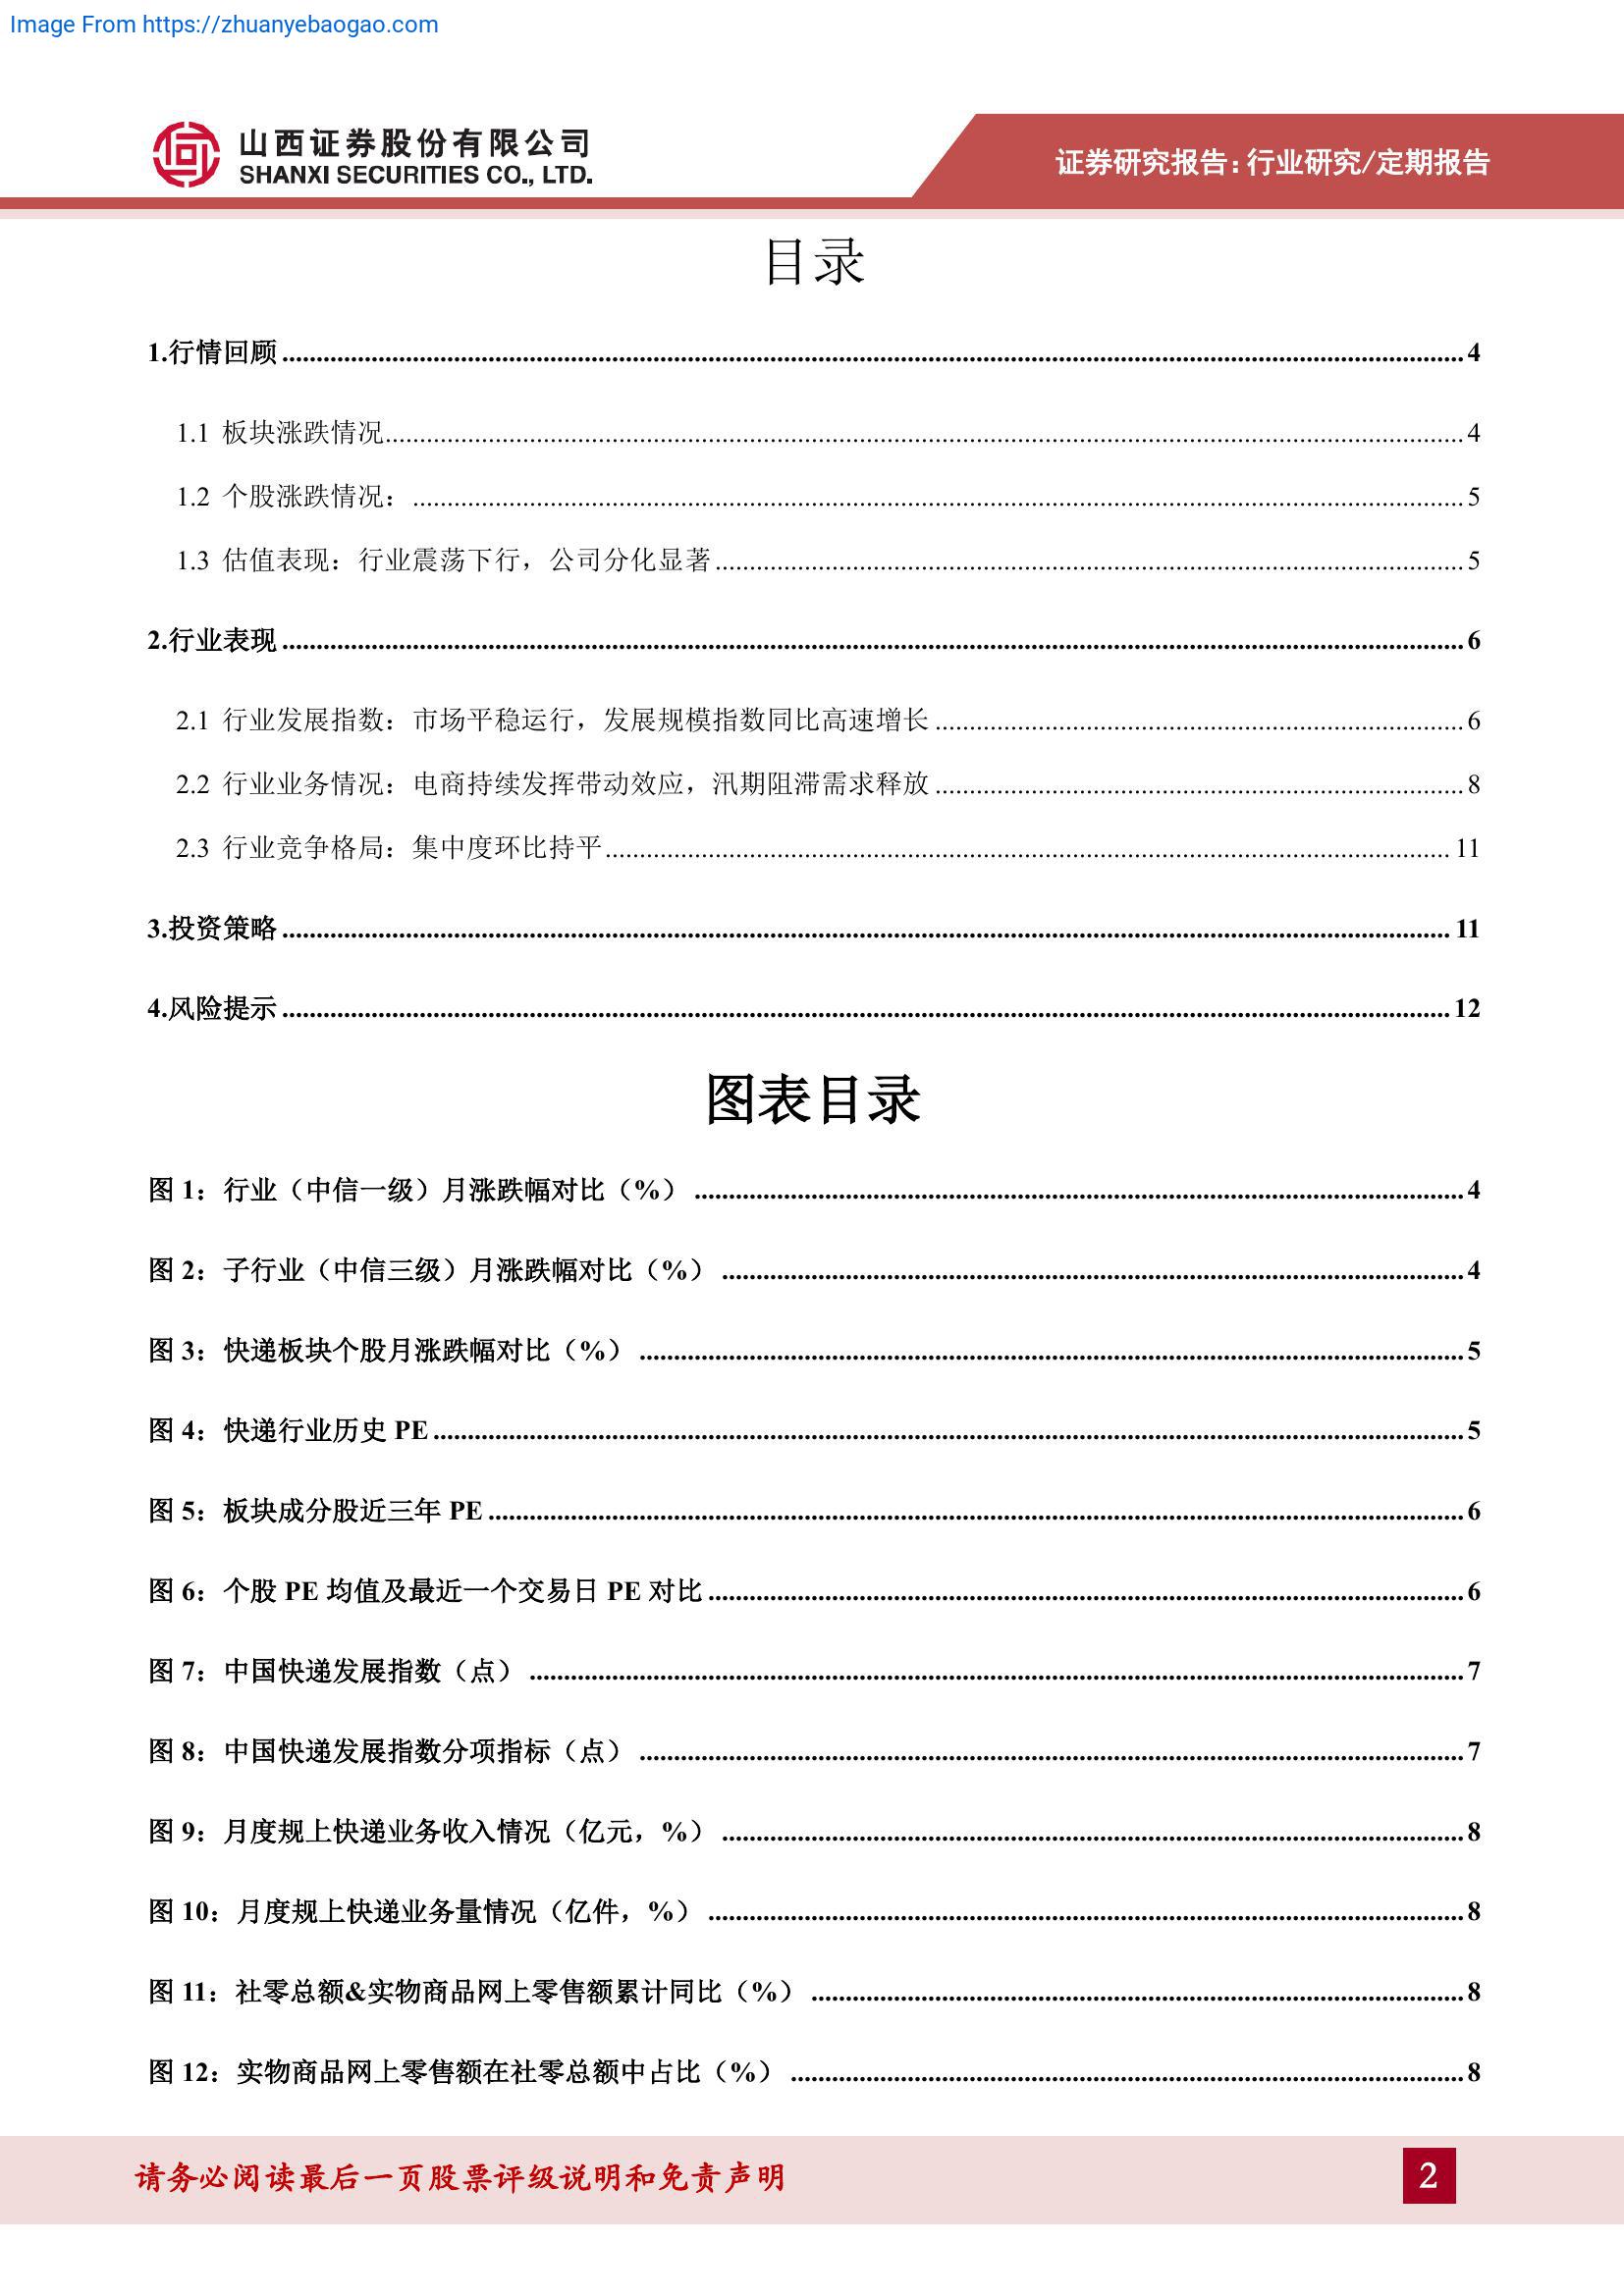 Image From https://zhuanyebaogao.com
山西证券股份有限公司
SHANXI SECURITIES CO., LTD.
证券研究报告：行业研究/定期报告
目录
1.行情回顾 ........ 4
1.1 板块涨跌情况 ........ 4
1.2 个股涨跌情况： ........ 5
1.3 估值表现：行业震荡下行，公司分化显著 ........ 5
2.行业表现 ........ 6
2.1 行业发展指数：市场平稳运行，发展规模指数同比高速增长 ........ 6
2.2 行业业务情况：电商持续发挥带动效应，汛期阻滞需求释放 ........ 8
2.3 行业竞争格局：集中度环比持平 ........ 11
3.投资策略 ........ 11
4.风险提示 ........ 12
图表目录
图 1：行业（中信一级）月涨跌幅对比（%） ........ 4
图 2：子行业（中信三级）月涨跌幅对比（%） ........ 4
图 3：快递板块个股月涨跌幅对比（%） ........ 5
图 4：快递行业历史 PE ........ 5
图 5：板块成分股近三年 PE ........ 6
图 6：个股 PE 均值及最近一个交易日 PE 对比 ........ 6
图 7：中国快递发展指数（点） ........ 7
图 8：中国快递发展指数分项指标（点） ........ 7
图 9：月度规上快递业务收入情况（亿元，%） ........ 8
图 10：月度规上快递业务量情况（亿件，%） ........ 8
图 11：社零总额&实物商品网上零售额累计同比（%） ........ 8
图 12：实物商品网上零售额在社零总额中占比（%） ........ 8
请务必阅读最后一页股票评级说明和免责声明
2